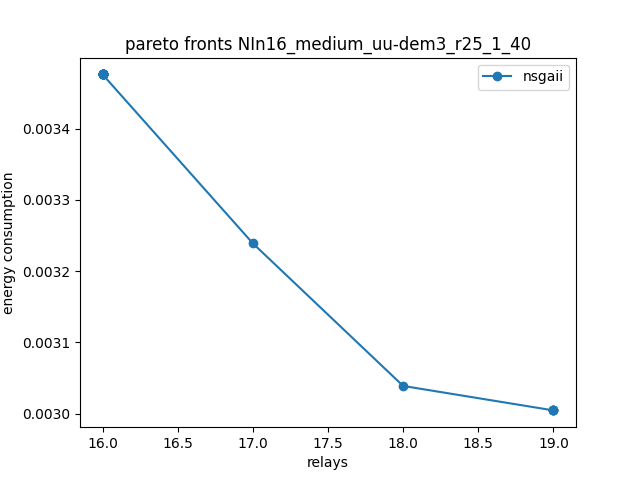 pareto fronts NIn16_medium_uu-dem3_r25_1_40
nsgaii
energy consumption
0.0034
0.0033
0.0032
0.0031
0.0030
16.0 16.5 17.0 17.5 18.0 18.5 19.0
relays